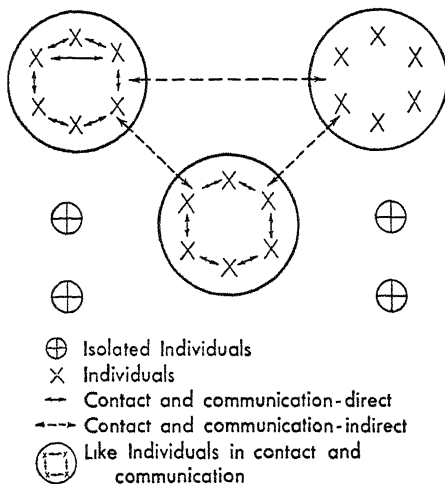 Isolated Individuals
Individuals
Contact and communication-direct
Contact and communication-indirect
Like Individuals in contact and
communication